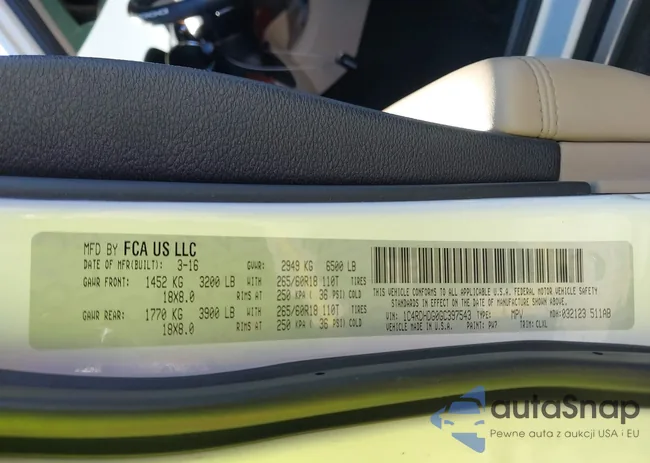 MFD BY FCA US LLC
DATE OF MFR(BUILT): 3-16 GVWR: 2949 KG 6500 LB
GAWR FRONT: 1452 KG 3200 LB WITH 265/60R18 110T TIRES
18X8.0 RIMS AT 250 KPA ( 36 PSI) COLD
GAWR REAR: 1770 KG 3900 LB WITH 265/60R18 110T TIRES
18X8.0 RIMS AT 250 KPA ( 36 PSI) COLD
THIS VEHICLE CONFORMS TO ALL APPLICABLE U.S.A. FEDERAL MOTOR VEHICLE SAFETY
STANDARDS IN EFFECT ON THE DATE OF MANUFACTURE SHOWN ABOVE.
VIN: 1C4RDHDG0GC397543 TYPE: MPV MDH: 032123 511AB
VEHICLE MADE IN U.S.A. PAINT: PW7 TRIM: CLXL
autaSnap
Pewne auta z aukcji USA i EU